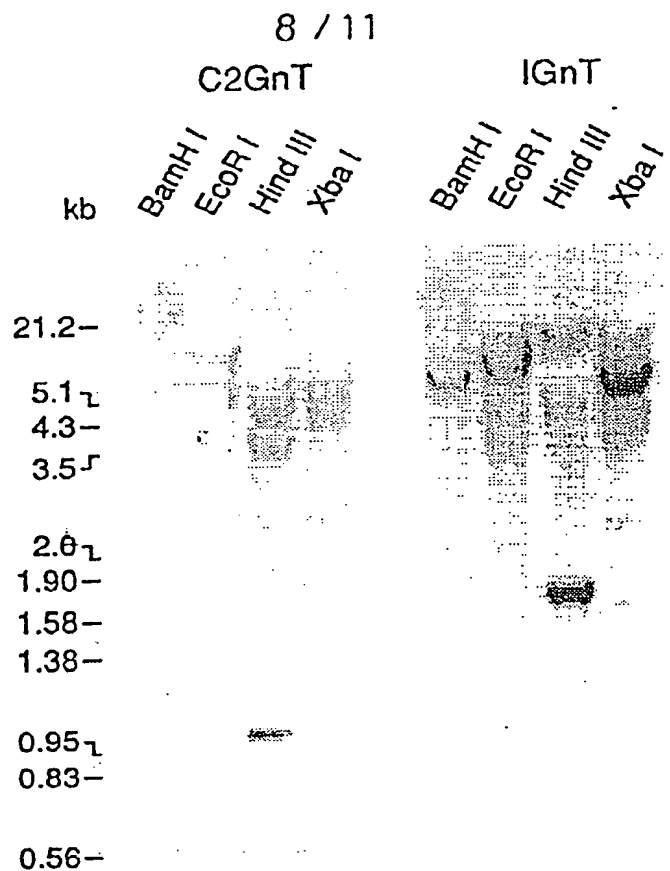 8 / 11
C2GnT
IGnT
BamH I
EcoR I
Hind III
Xba I
BamH I
EcoR I
Hind III
Xba I
kb
21.2
5.1
4.3
3.5
2.0
1.90
1.58
1.38
0.95
0.83
0.56